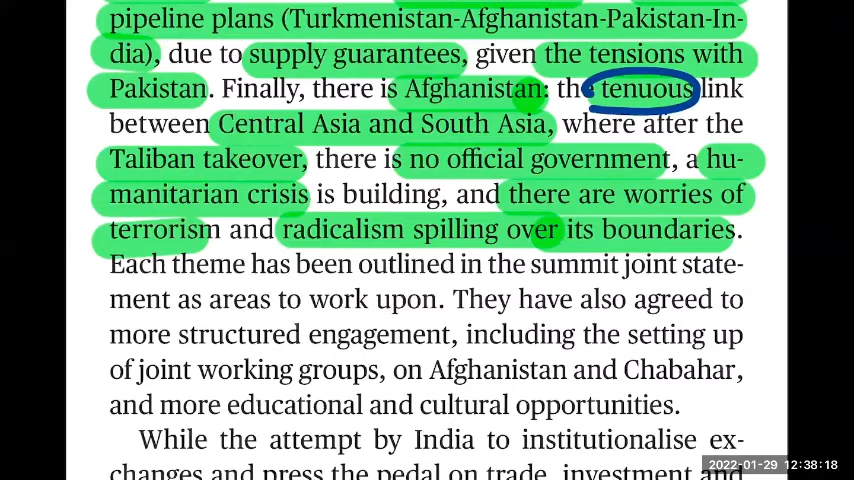 pipeline plans (Turkmenistan-Afghanistan-Pakistan-In-
dia), due to supply guarantees, given the tensions with
Pakistan. Finally, there is Afghanistan: the tenuous link
between Central Asia and South Asia, where after the
Taliban takeover, there is no official government, a hu-
manitarian crisis is building, and there are worries of
terrorism and radicalism spilling over its boundaries.
Each theme has been outlined in the summit joint state-
ment as areas to work upon. They have also agreed to
more structured engagement, including the setting up
of joint working groups, on Afghanistan and Chabahar,
and more educational and cultural opportunities.
While the attempt by India to institutionalise ex-
changes and press the pedal on trade, investment and
2022-01-29 12:38:18